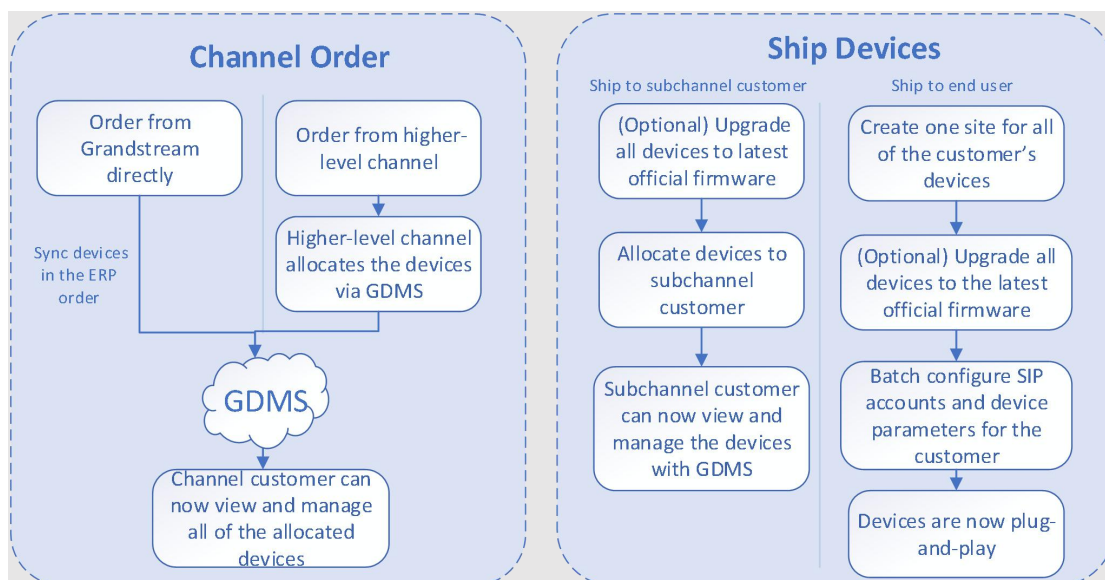 Channel Order
Order from
Grandstream
directly
Order from higher-
level channel
Sync devices
in the ERP
order
Higher-level channel
allocates the devices
via GDMS
GDMS
Channel customer can
now view and manage
all of the allocated
devices
Ship Devices
Ship to subchannel customer
(Optional) Upgrade
all devices to latest
official firmware
Allocate devices to
subchannel
customer
Subchannel customer
can now view and
manage the devices
with GDMS
Ship to end user
Create one site for all
of the customer’s
devices
(Optional) Upgrade all
devices to the latest
official firmware
Batch configure SIP
accounts and device
parameters for the
customer
Devices are now plug-
and-play